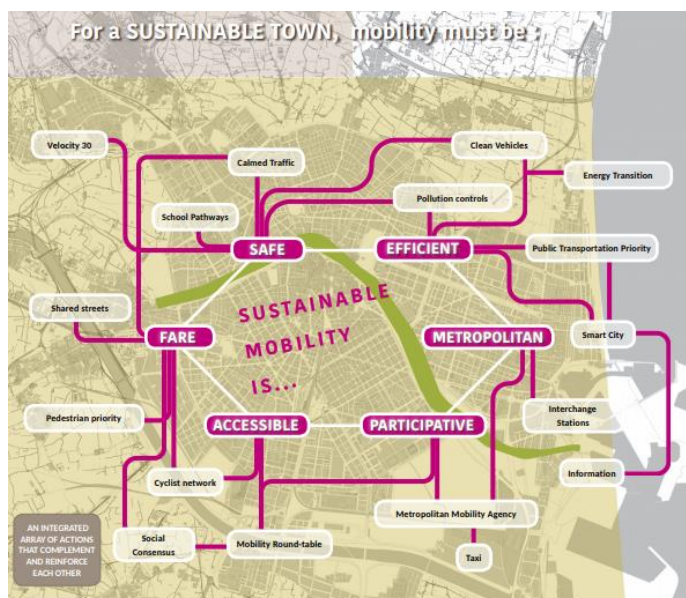 For a SUSTAINABLE TOWN, mobility must be :
Velocity 30
Calmed Traffic
Clean Vehicles
Energy Transition
Pollution controls
School Pathways
SAFE
EFFICIENT
Public Transportation Priority
SUSTAINABLE
MOBILITY
IS...
Shared streets
FARE
METROPOLITAN
Smart City
Pedestrian priority
ACCESSIBLE
PARTICIPATIVE
Interchange
Stations
Cyclist network
Information
Metropolitan Mobility Agency
AN INTEGRATED
ARRAY OF ACTIONS
THAT COMPLEMENT
AND REINFORCE
EACH OTHER
Social
Consensus
Mobility Round-table
Taxi